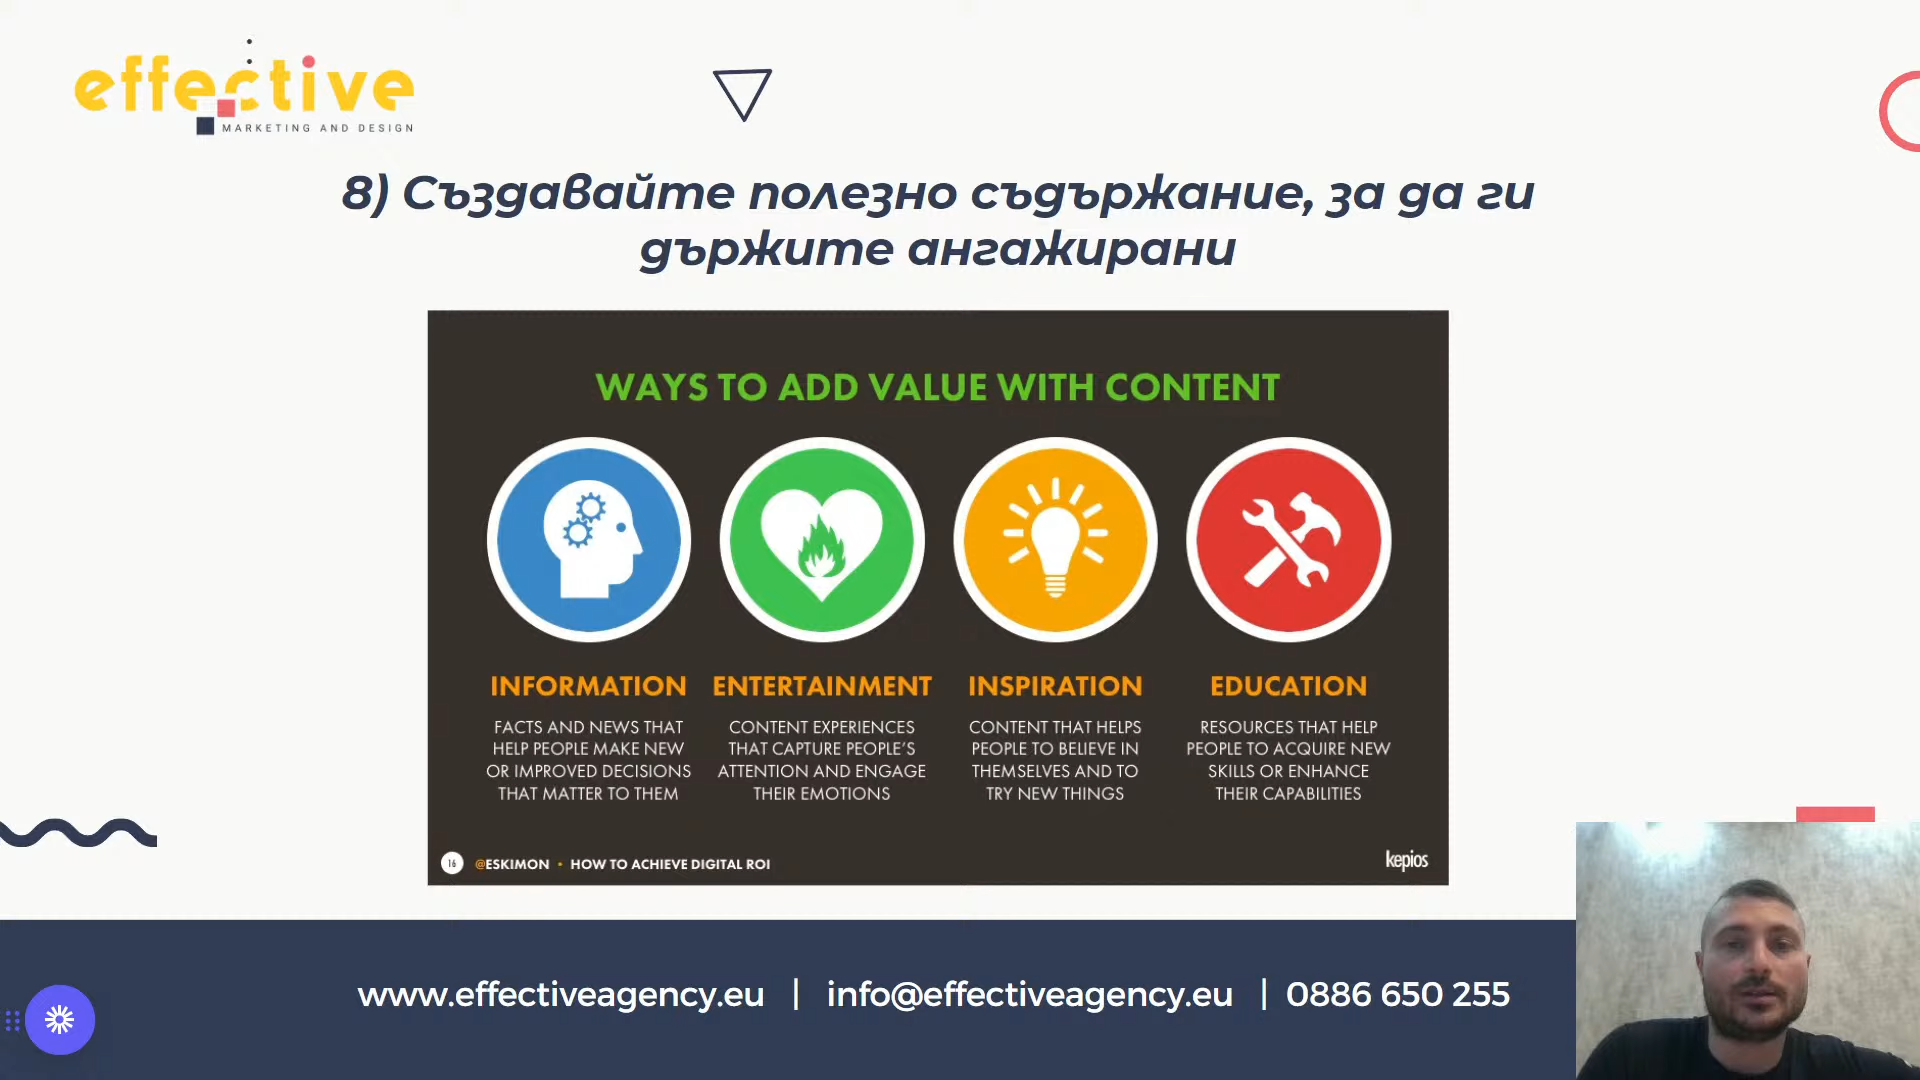 effective
MARKETING AND DESIGN
8) Създавайте полезно съдържание, за да ги
държите ангажирани
WAYS TO ADD VALUE WITH CONTENT
INFORMATION
FACTS AND NEWS THAT
HELP PEOPLE MAKE NEW
OR IMPROVED DECISIONS
THAT MATTER TO THEM
ENTERTAINMENT
CONTENT EXPERIENCES
THAT CAPTURE PEOPLE'S
ATTENTION AND ENGAGE
THEIR EMOTIONS
INSPIRATION
CONTENT THAT HELPS
PEOPLE TO BELIEVE IN
THEMSELVES AND TO
TRY NEW THINGS
EDUCATION
RESOURCES THAT HELP
PEOPLE TO ACQUIRE NEW
SKILLS OR ENHANCE
THEIR CAPABILITIES
16 @ESKIMON • HOW TO ACHIEVE DIGITAL ROI
kepios
www.effectiveagency.eu | info@effectiveagency.eu | 0886 650 255